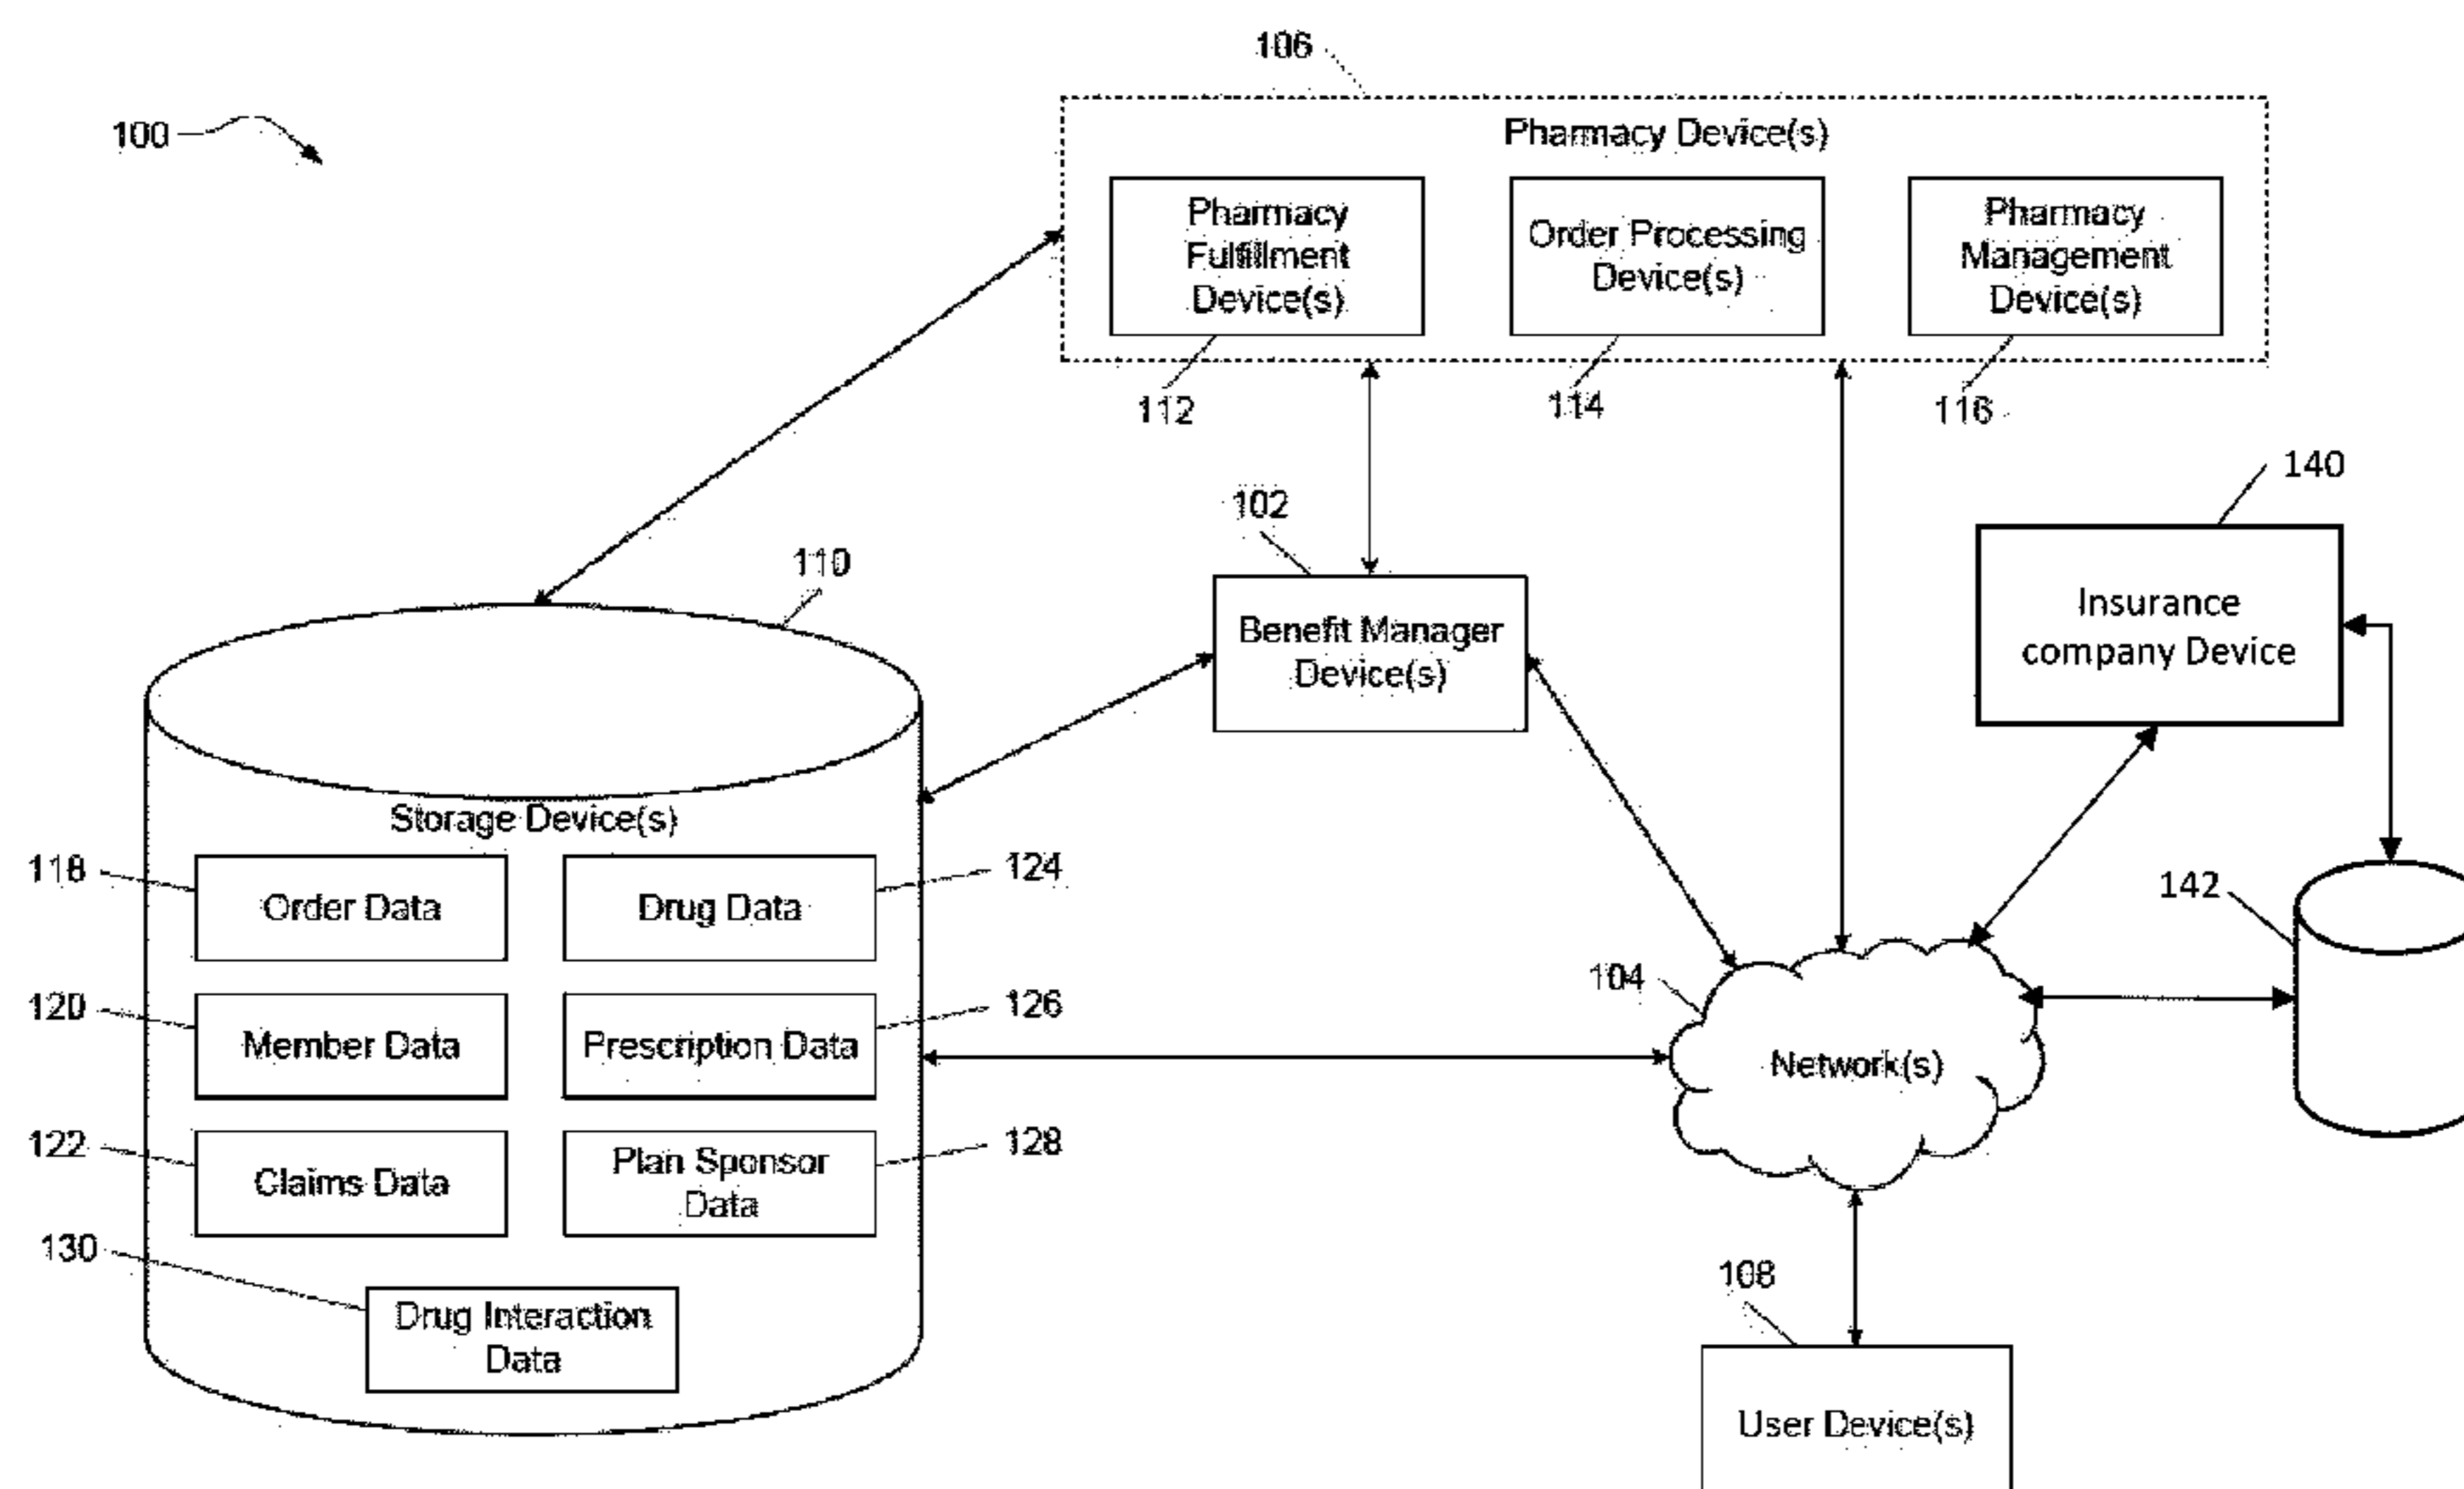 106
100
Pharmacy Device(s)
Pharmacy
Fulfillment
Device(s)
Order Processing
Device(s)
Pharmacy
Management
Device(s)
112
114
116
140
102
110
Insurance
company Device
Benefit Manager
Device(s)
Storage Device(s)
118
Order Data
Drug Data
124
142
104
120
Member Data
Prescription Data
126
Network(s)
122
Claims Data
Plan Sponsor
Data
128
130
Drug Interaction
Data
108
User Device(s)